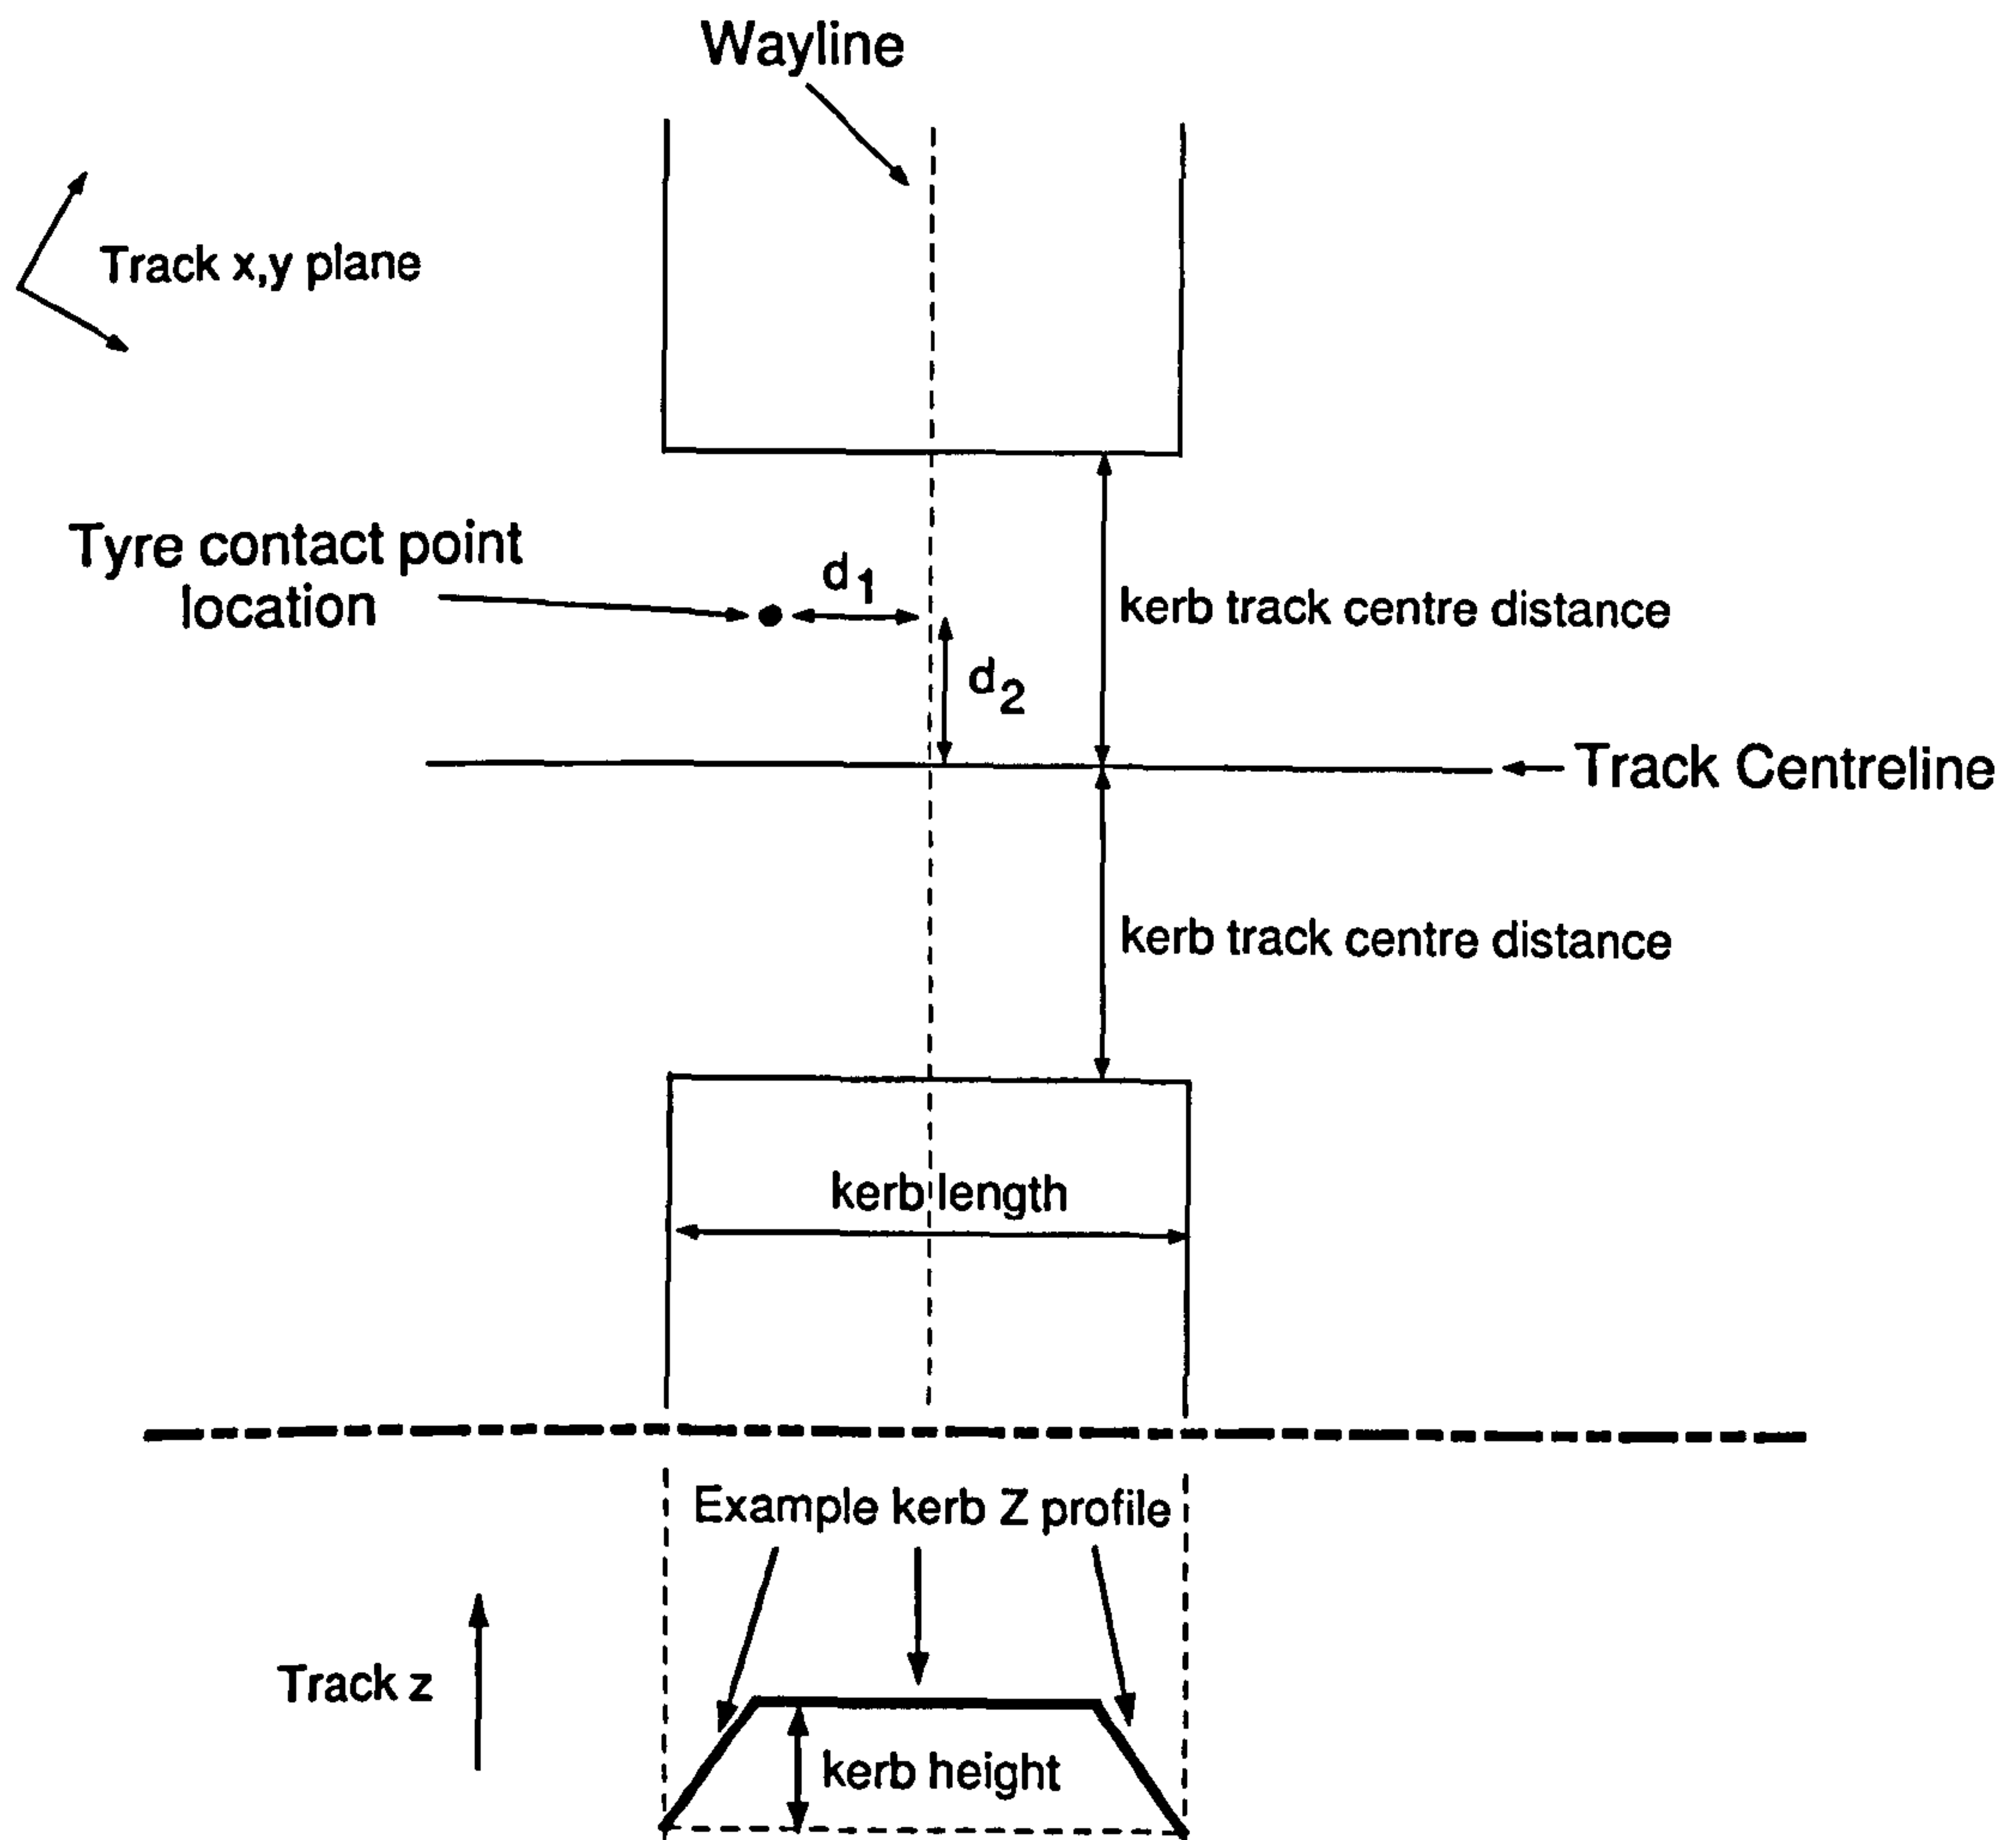 Wayline
Track x,y plane
Tyre contact point
location
d1
kerb track centre distance
d2
Track Centreline
kerb track centre distance
kerb length
Example kerb Z profile
Track z
kerb height